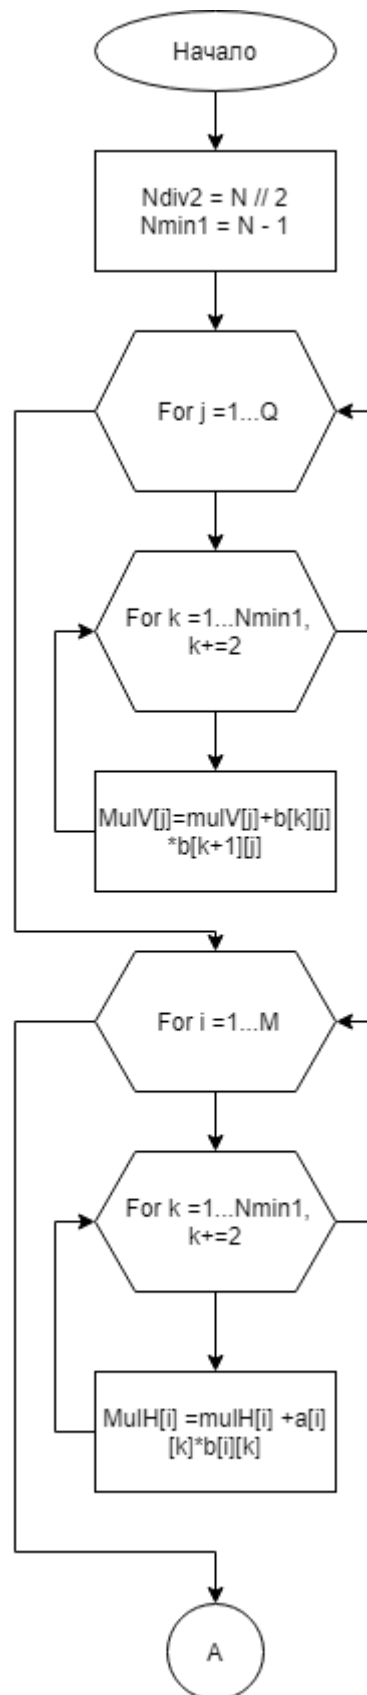 Начало
Ndiv2 = N // 2
Nmin1 = N - 1
For j =1...Q
For k =1...Nmin1,
k+=2
MulV[j]=mulV[j]+b[k][j]
*b[k+1][j]
For i =1...M
For k =1...Nmin1,
k+=2
MulH[i] =mulH[i] +a[i]
[k]*b[i][k]
A